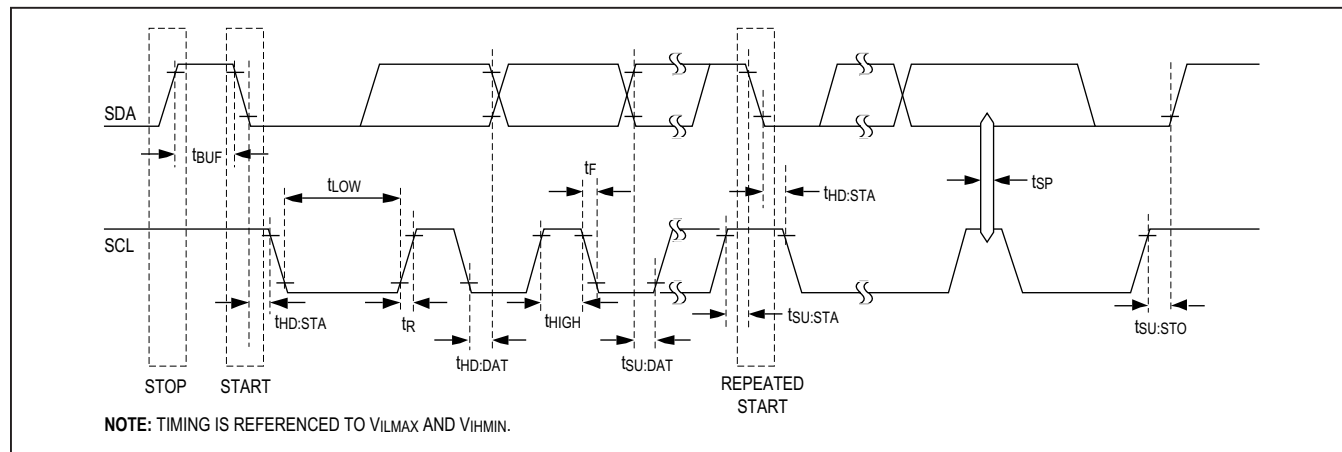 SDA
tBUF
tLOW
tF
tHD:STA
tSP
SCL
tHD:STA
tR
tHIGH
tSU:STA
tSU:STO
tHD:DAT
tSU:DAT
STOP
START
REPEATED
START
NOTE: TIMING IS REFERENCED TO VILMAX AND VIHMIN.